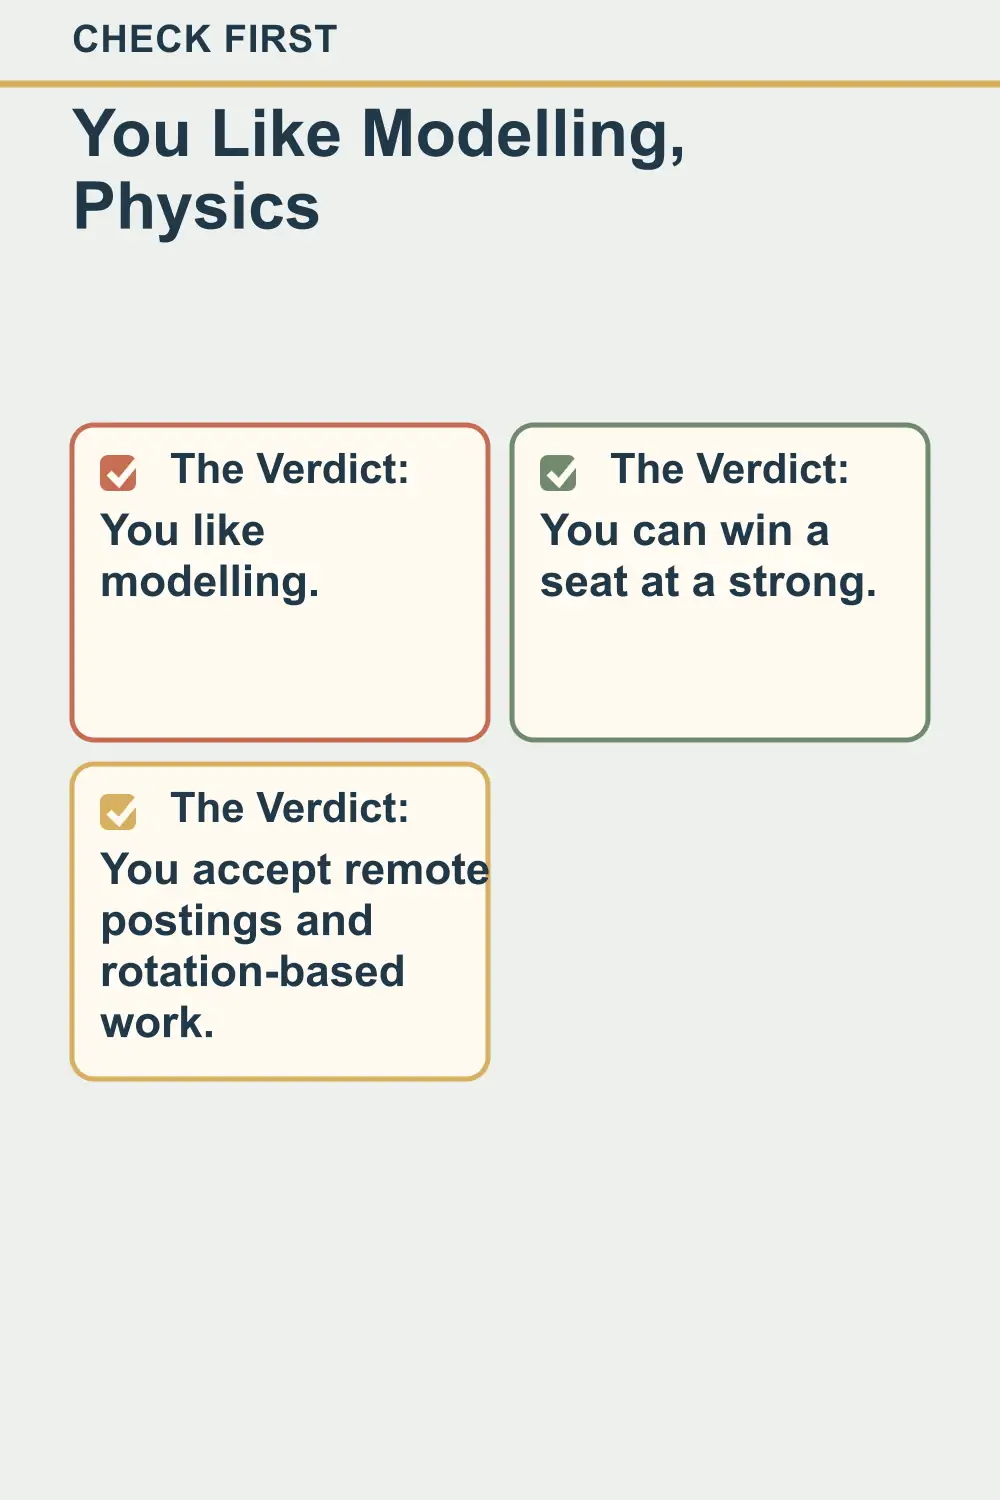 CHECK FIRST
You Like Modelling,
Physics
The Verdict:
You like
modelling.
The Verdict:
You can win a
seat at a strong.
The Verdict:
You accept remote
postings and
rotation-based
work.